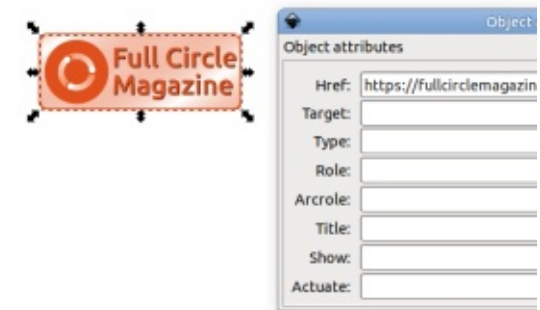 Full Circle
Magazine
Object
Object attributes
Href: https://fullcirclemagazin
Target:
Type:
Role:
Arcrole:
Title:
Show:
Actuate: